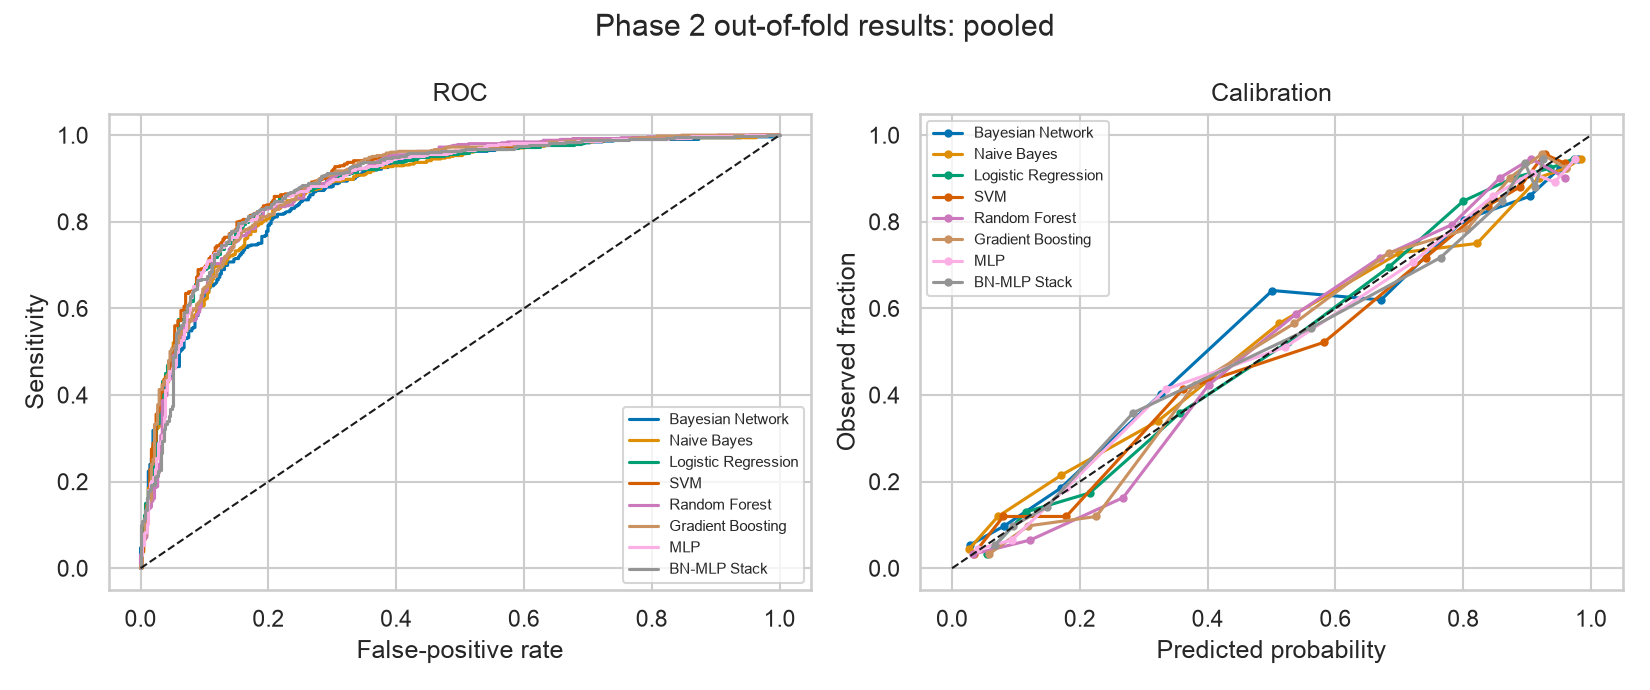 Phase 2 out-of-fold results: pooled
ROC
Sensitivity
1.0
0.8
0.6
0.4
0.2
0.0
Bayesian Network
Naive Bayes
Logistic Regression
SVM
Random Forest
Gradient Boosting
MLP
BN-MLP Stack
0.0 0.2 0.4 0.6 0.8 1.0
False-positive rate
Calibration
Observed fraction
1.0
0.8
0.6
0.4
0.2
0.0
Bayesian Network
Naive Bayes
Logistic Regression
SVM
Random Forest
Gradient Boosting
MLP
BN-MLP Stack
0.0 0.2 0.4 0.6 0.8 1.0
Predicted probability